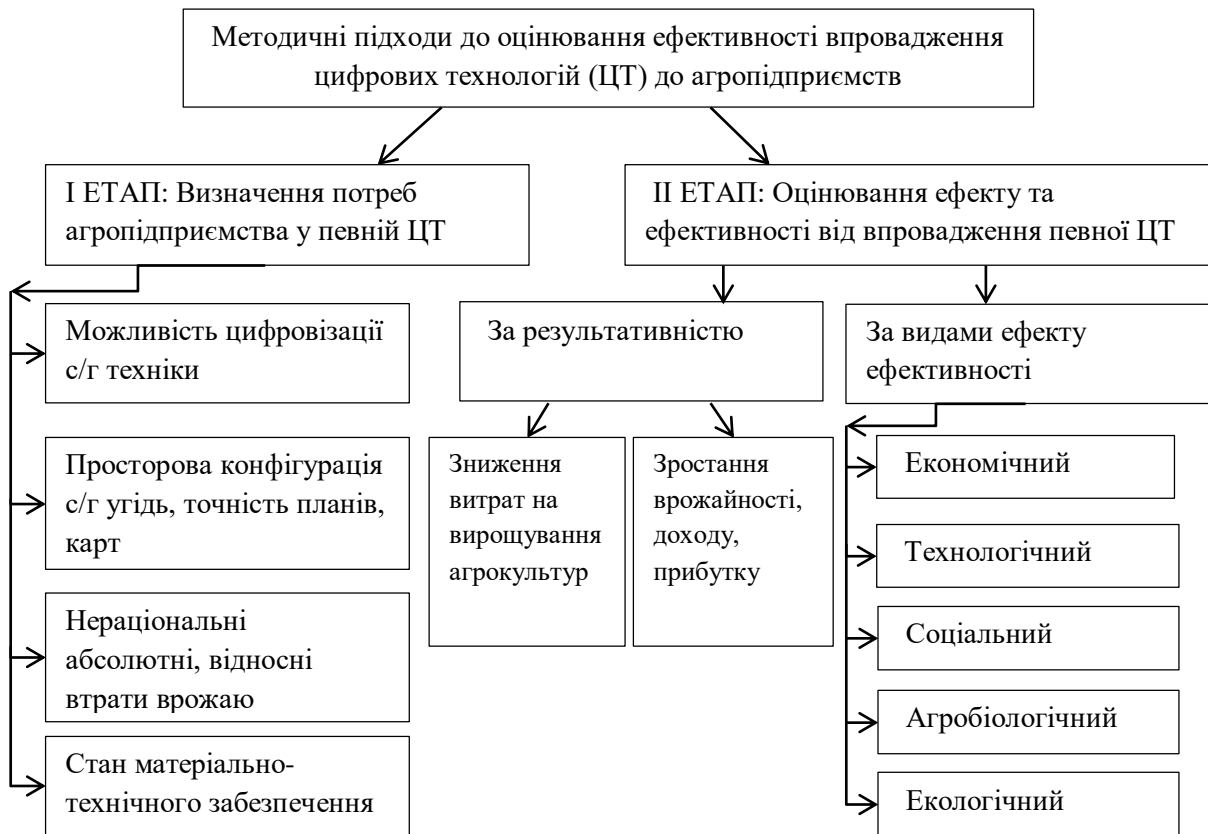 Методичні підходи до оцінювання ефективності впровадження
цифрових технологій (ЦТ) до агропідприємств
І ЕТАП: Визначення потреб
агропідприємства у певній ЦТ
ІІ ЕТАП: Оцінювання ефекту та
ефективності від впровадження певної ЦТ
Можливість цифровізації
с/г техніки
Просторова конфігурація
с/г угідь, точність планів,
карт
Нераціональні
абсолютні, відносні
втрати врожаю
Стан матеріально-
технічного забезпечення
За результативністю
Зниження
витрат на
вирощування
агрокультур
Зростання
врожайності,
доходу,
прибутку
За видами ефекту
ефективності
Економічний
Технологічний
Соціальний
Агробіологічний
Екологічний